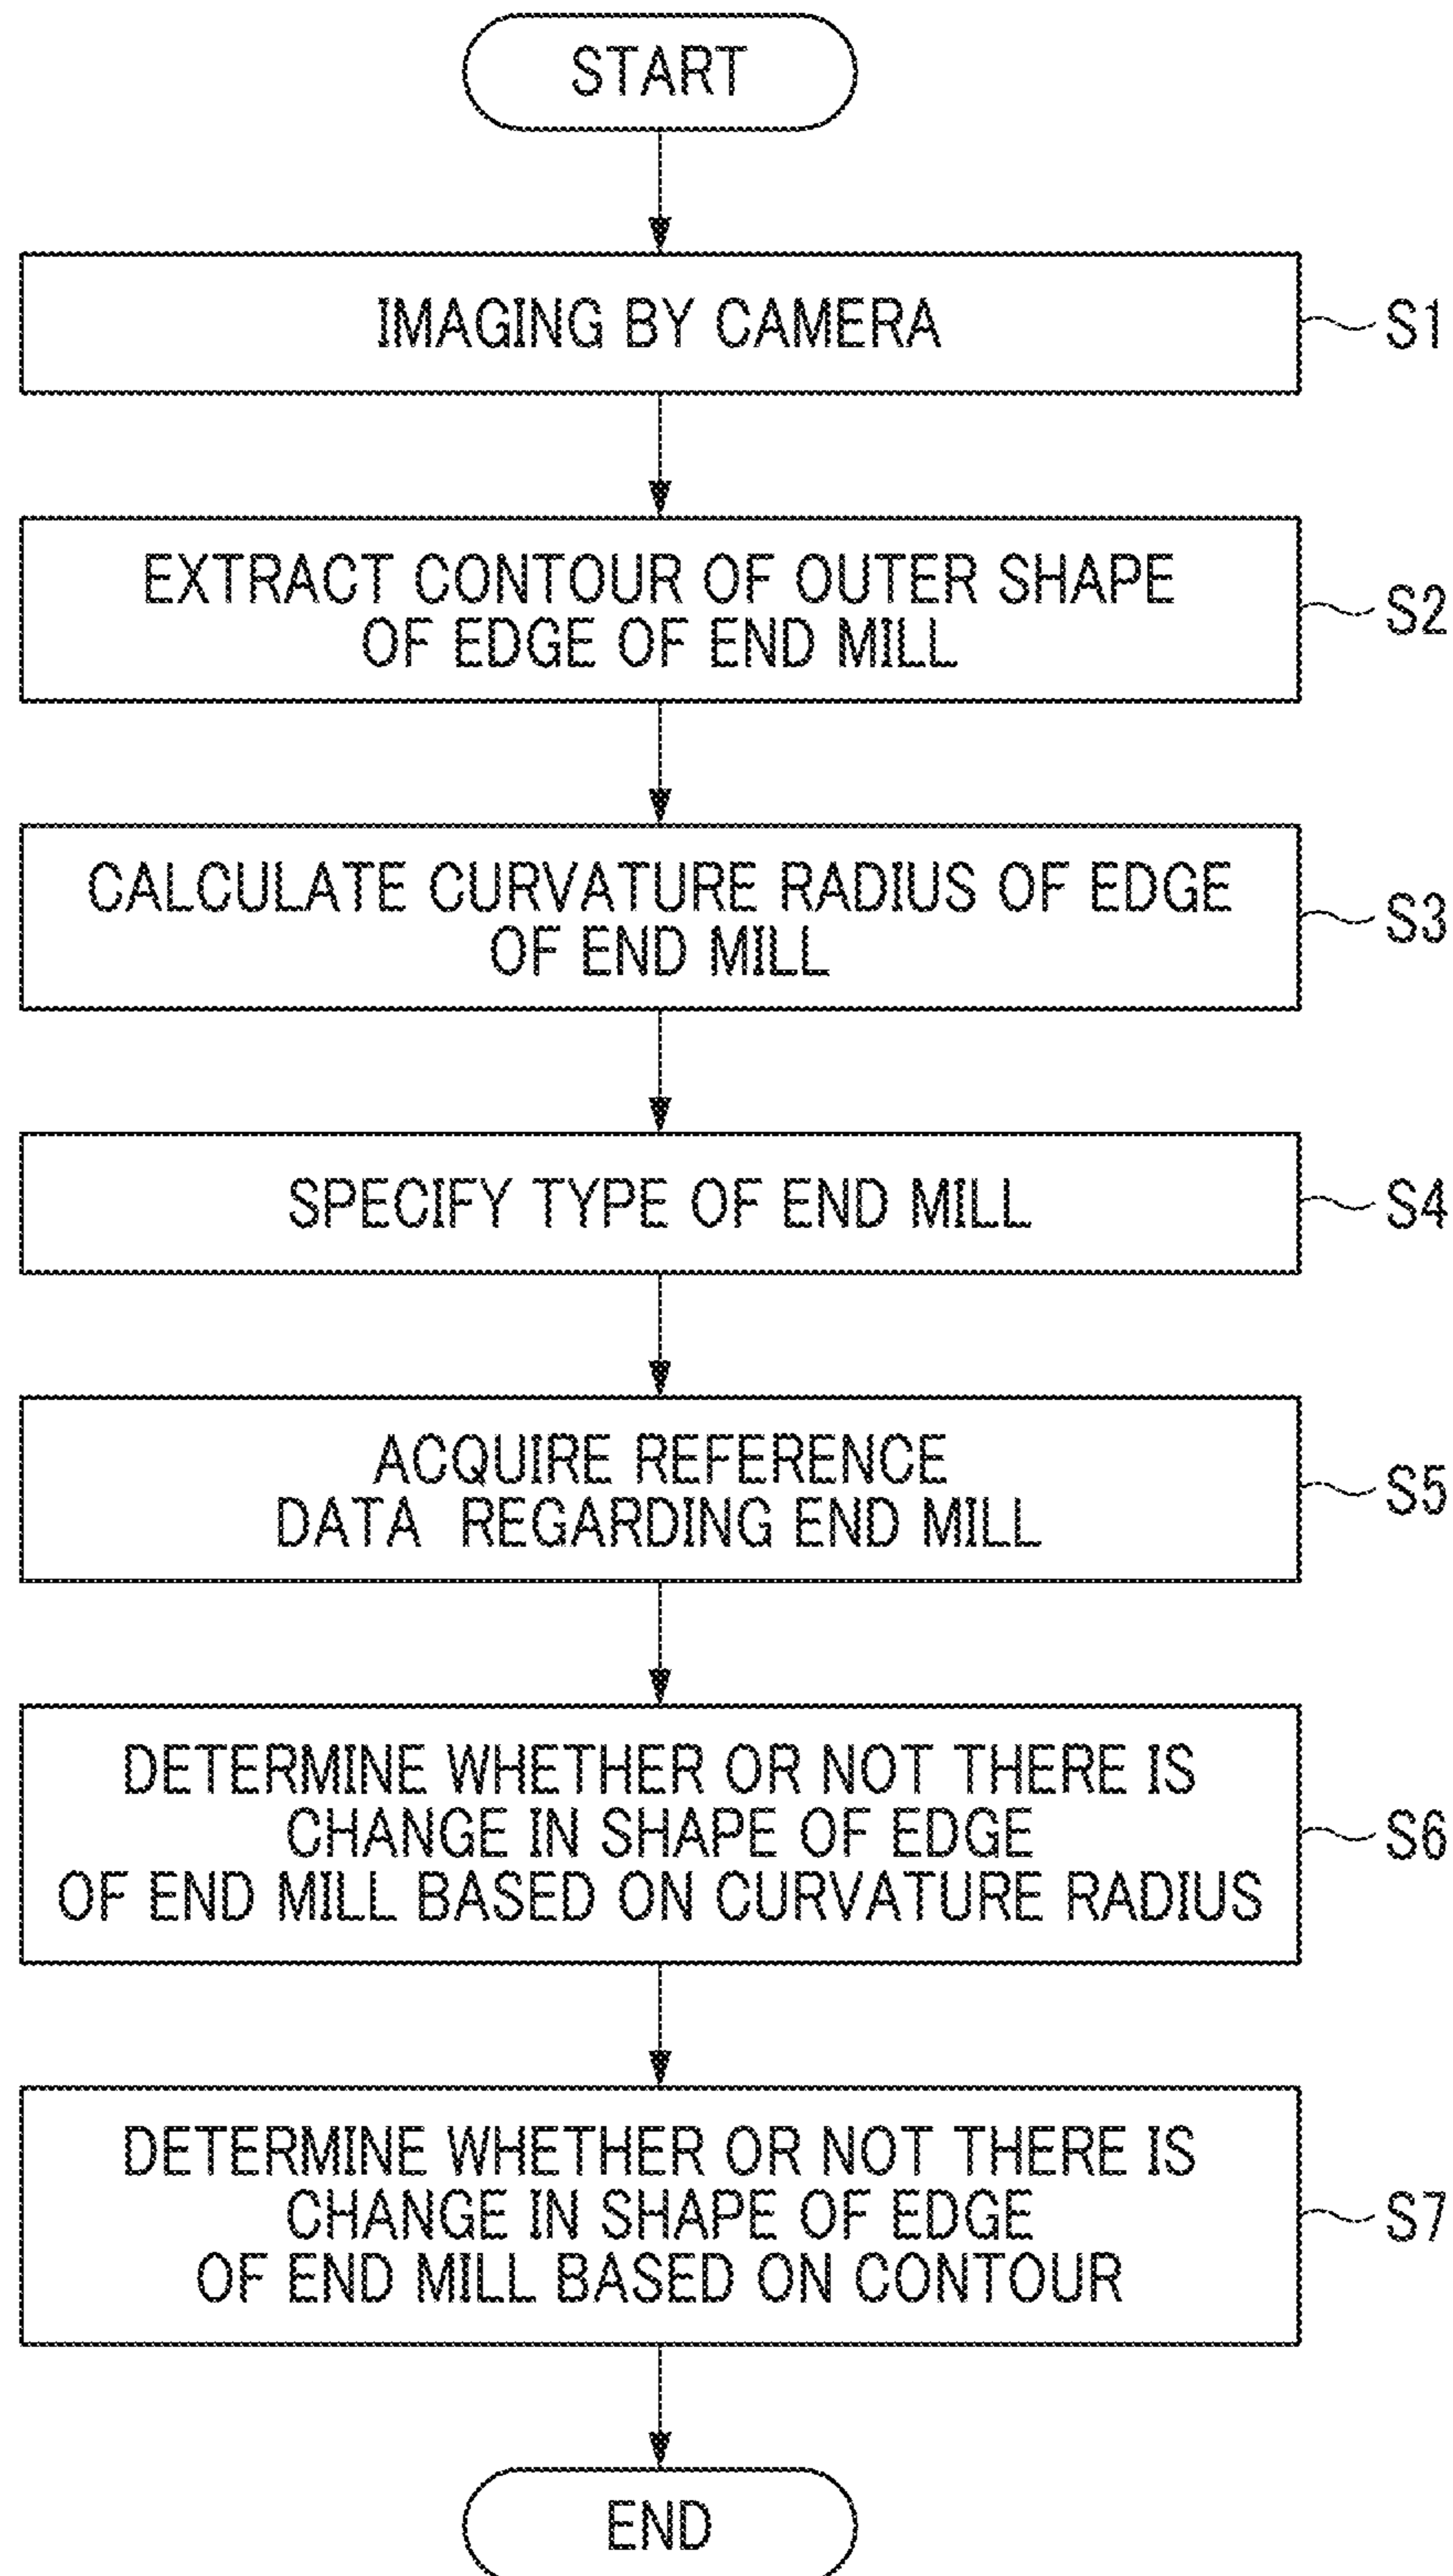 START
IMAGING BY CAMERA
S1
EXTRACT CONTOUR OF OUTER SHAPE
OF EDGE OF END MILL
S2
CALCULATE CURVATURE RADIUS OF EDGE
OF END MILL
S3
SPECIFY TYPE OF END MILL
S4
ACQUIRE REFERENCE
DATA REGARDING END MILL
S5
DETERMINE WHETHER OR NOT THERE IS
CHANGE IN SHAPE OF EDGE
OF END MILL BASED ON CURVATURE RADIUS
S6
DETERMINE WHETHER OR NOT THERE IS
CHANGE IN SHAPE OF EDGE
OF END MILL BASED ON CONTOUR
S7
END